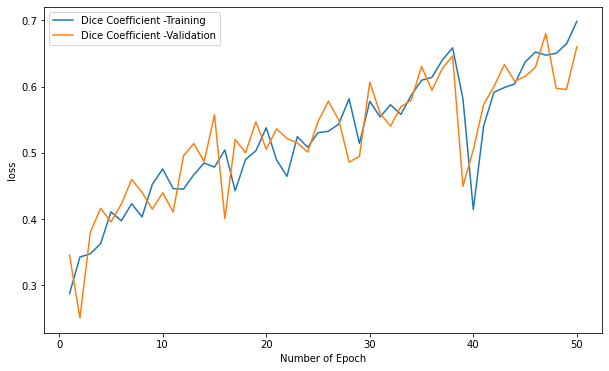 Dice Coefficient -Training
Dice Coefficient -Validation
0.7
0.6
0.5
0.4
0.3
loss
0
10
20
30
40
50
Number of Epoch